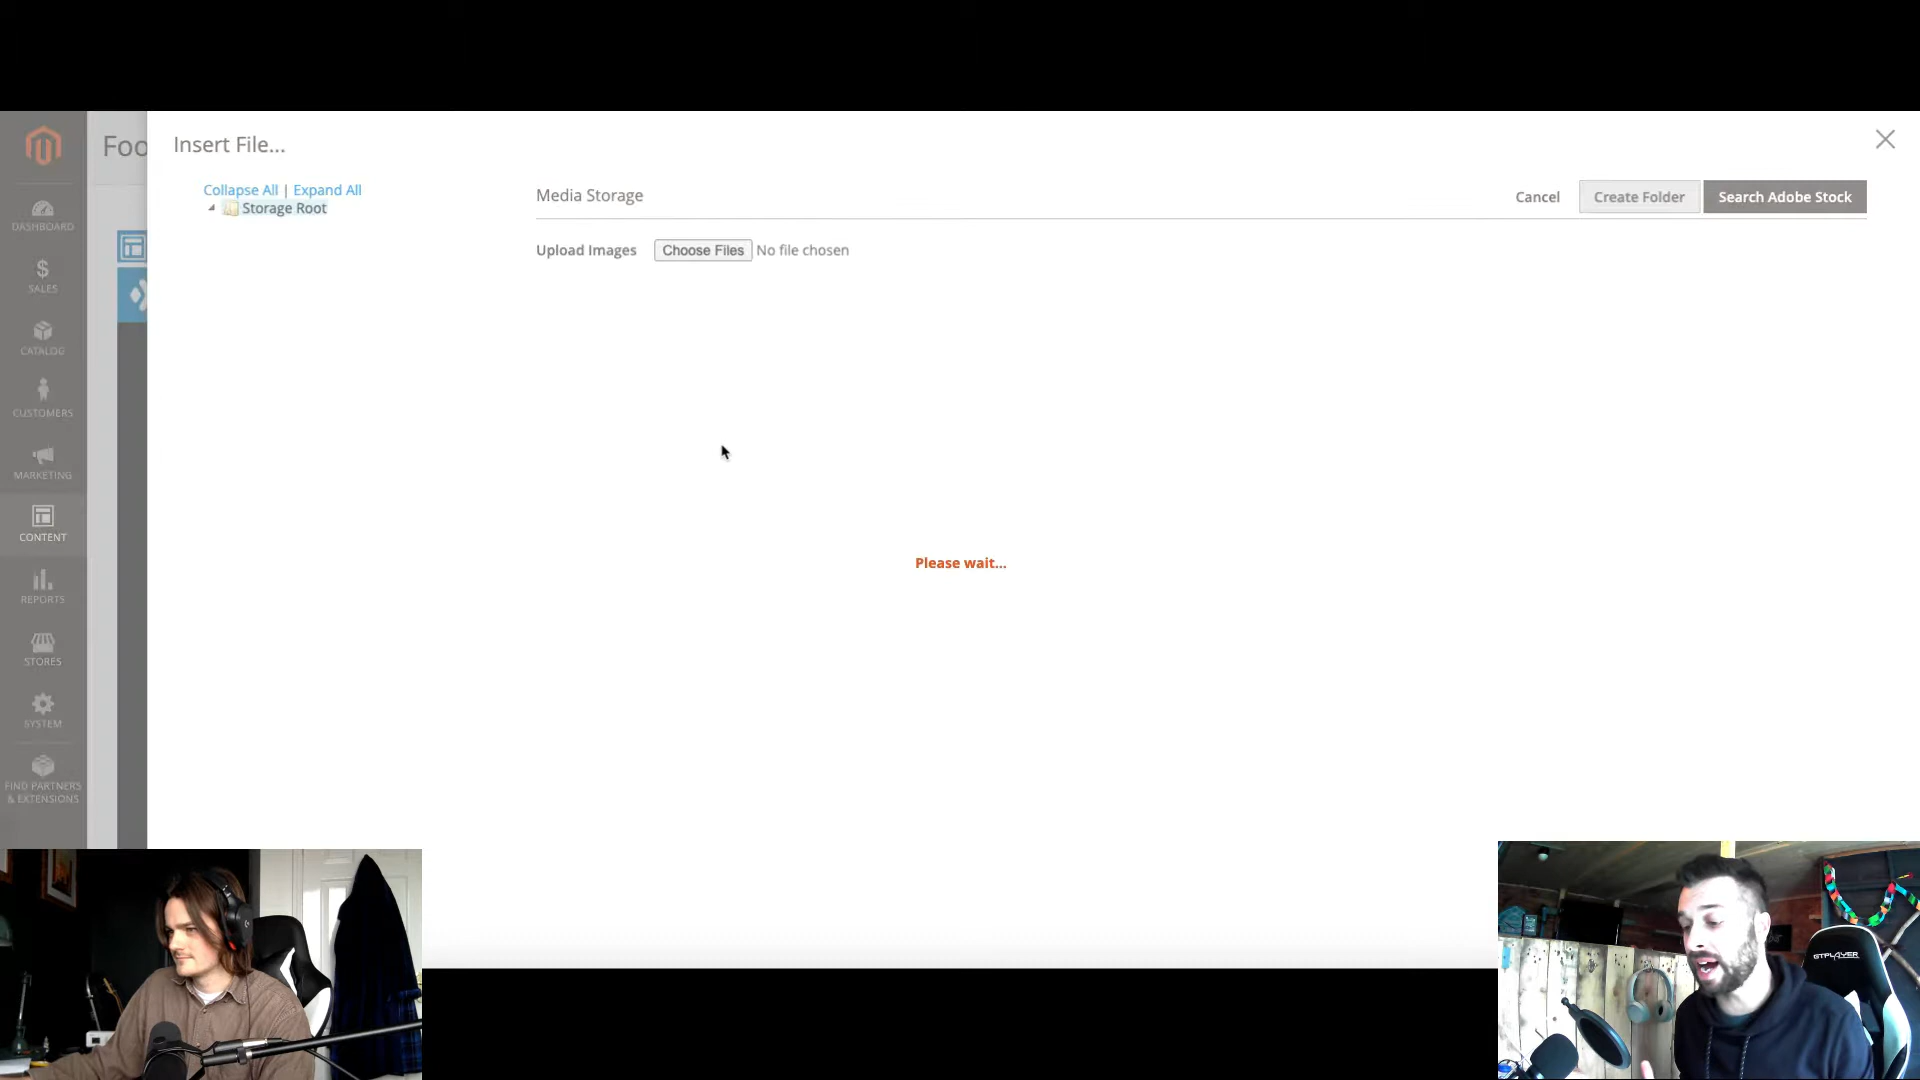 Foo
Insert File...
Collapse All | Expand All
Storage Root
Media Storage
Cancel
Create Folder
Search Adobe Stock
Upload Images
Choose Files
No file chosen
Please wait...
DASHBOARD
SALES
CATALOG
CUSTOMERS
MARKETING
CONTENT
REPORTS
STORES
SYSTEM
FIND PARTNERS
& EXTENSIONS
GTPLAYER